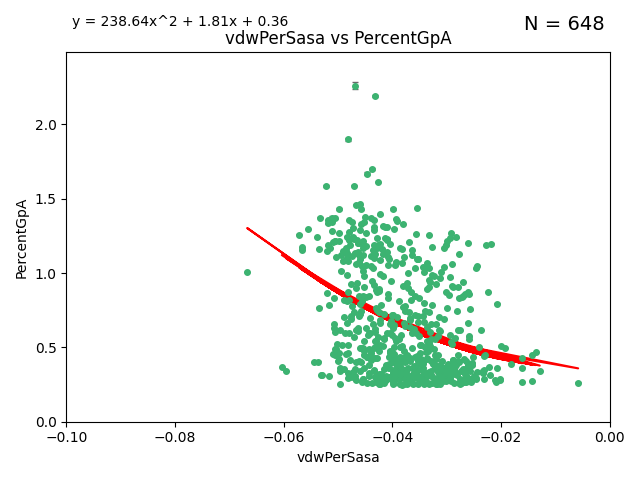 y = 238.64x^2 + 1.81x + 0.36
N = 648
vdwPerSasa vs PercentGpA
PercentGpA
2.0
1.5
1.0
0.5
0.0
−0.10 −0.08 −0.06 −0.04 −0.02 0.00
vdwPerSasa